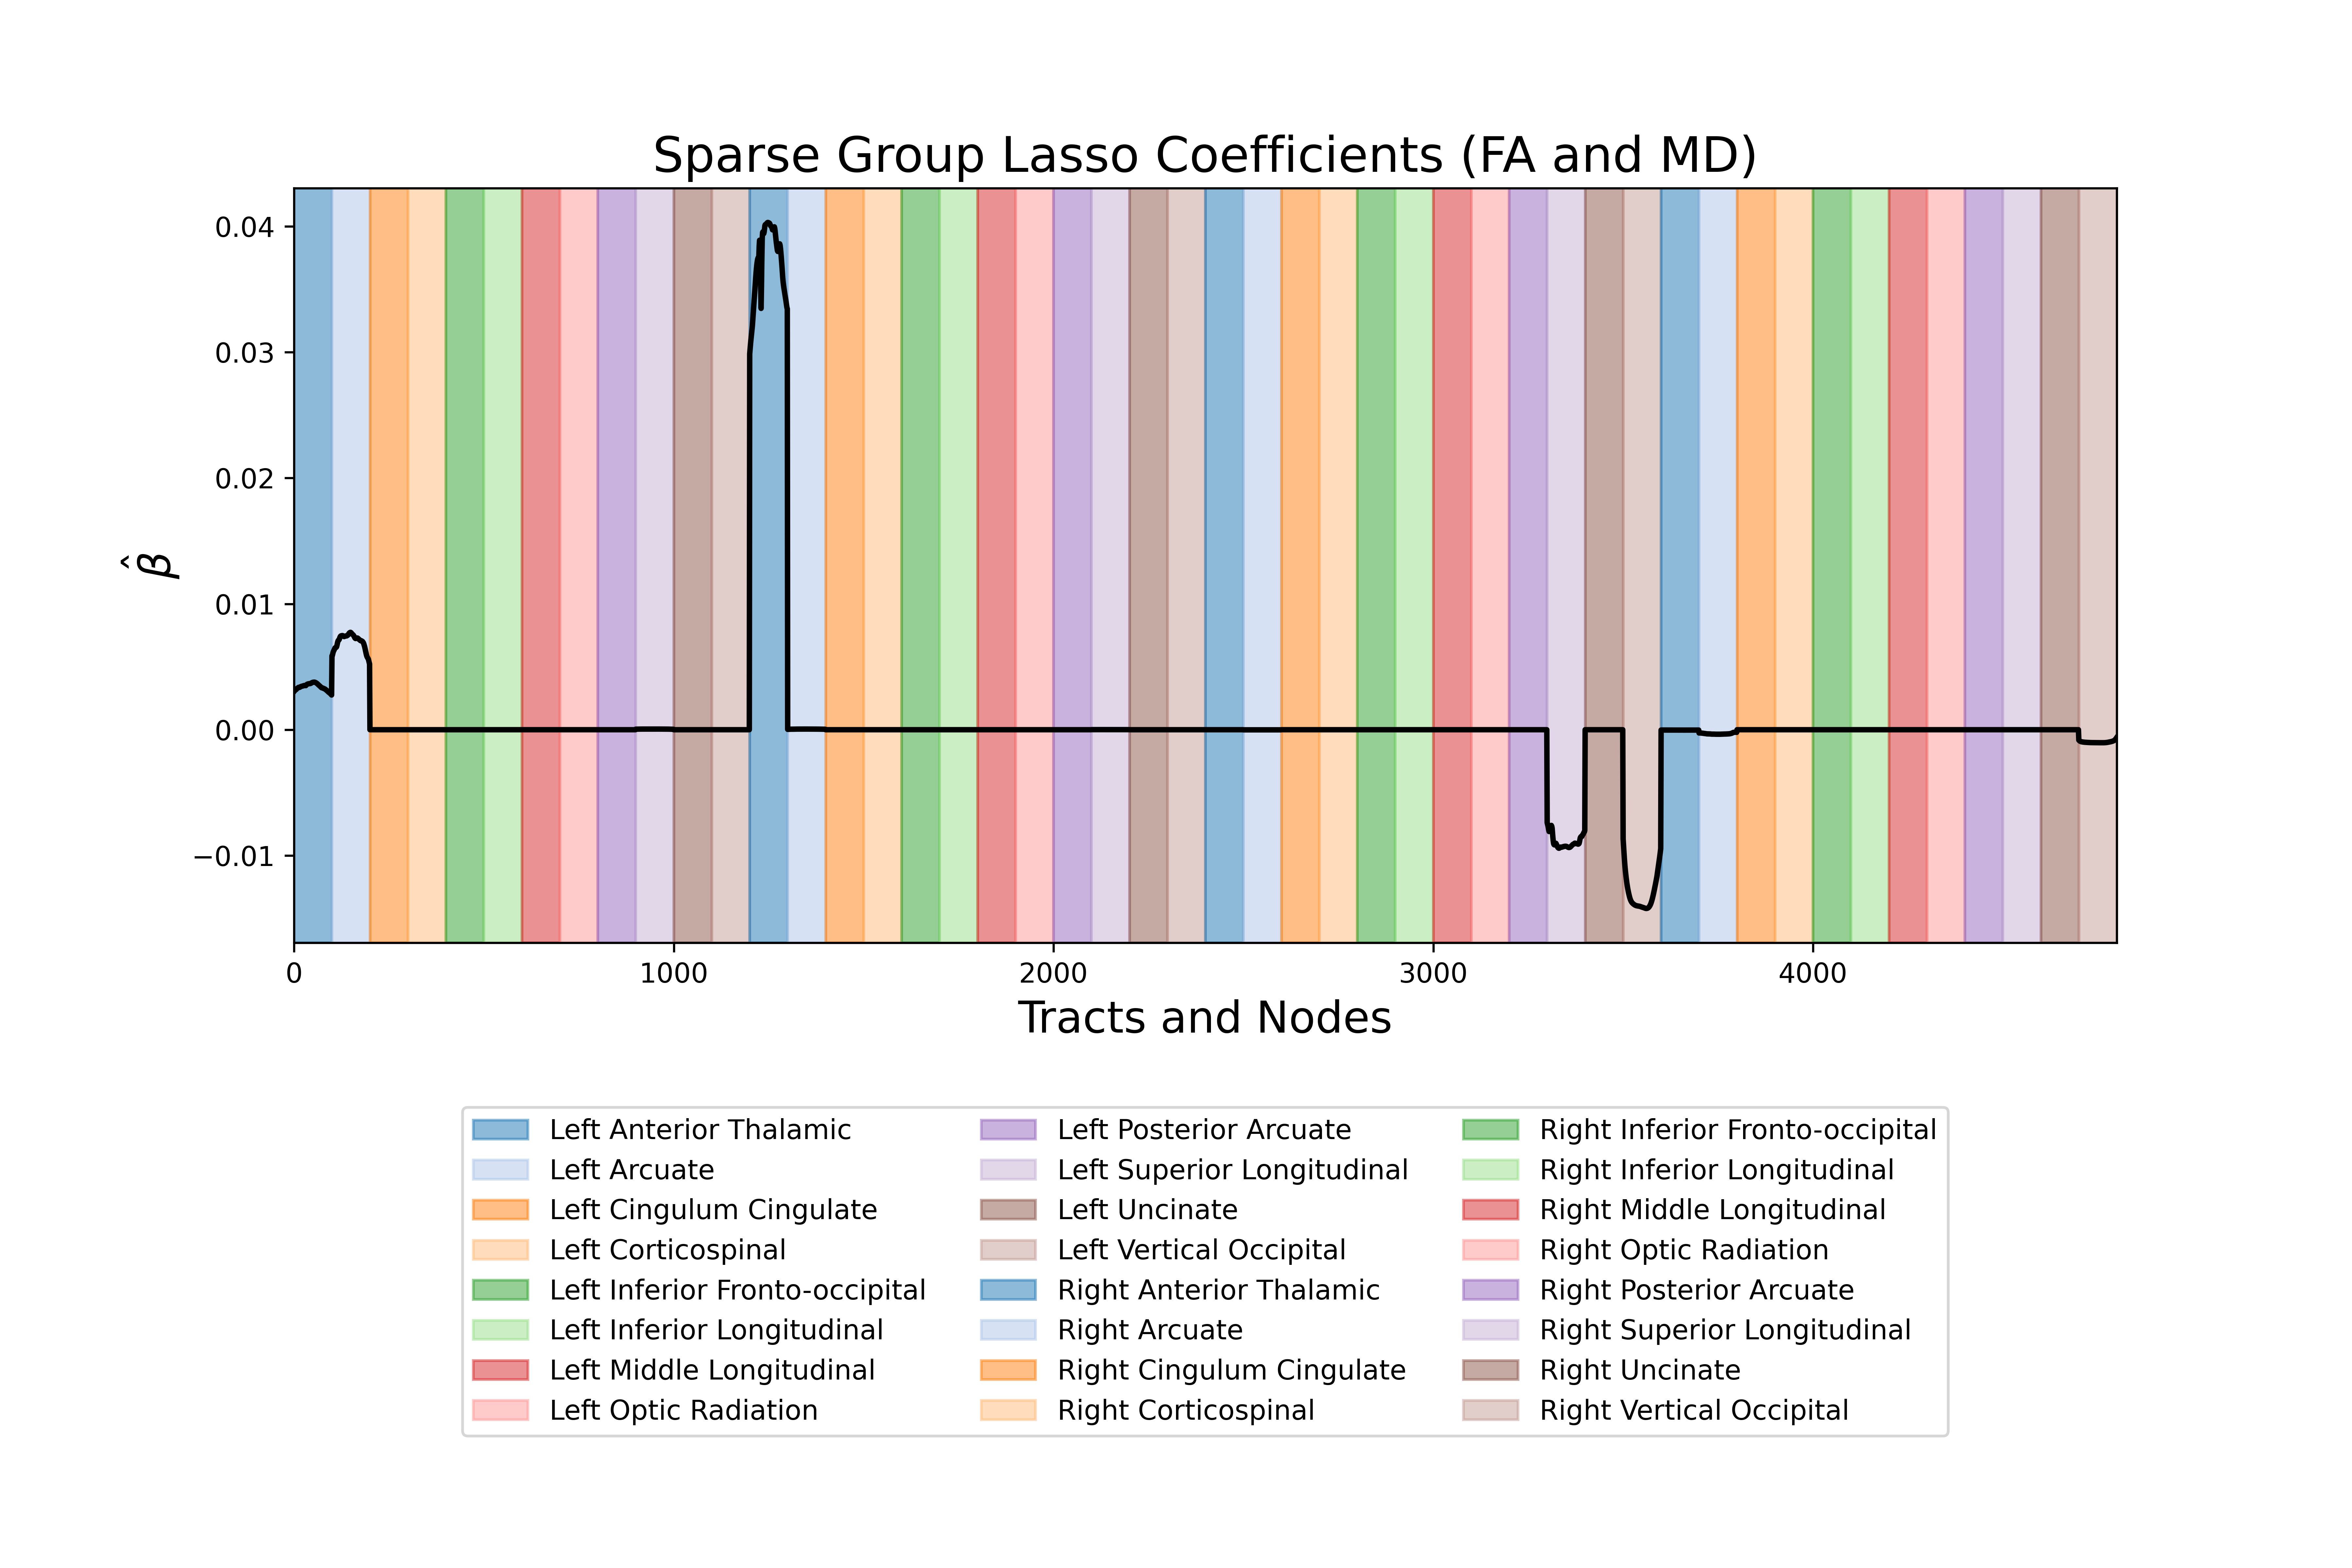 Sparse Group Lasso Coefficients (FA and MD)
0.04
0.03
0.02
0.01
0.00
−0.01
β̂
0 1000 2000 3000 4000
Tracts and Nodes
Left Anterior Thalamic
Left Arcuate
Left Cingulum Cingulate
Left Corticospinal
Left Inferior Fronto-occipital
Left Inferior Longitudinal
Left Middle Longitudinal
Left Optic Radiation
Left Posterior Arcuate
Left Superior Longitudinal
Left Uncinate
Left Vertical Occipital
Right Anterior Thalamic
Right Arcuate
Right Cingulum Cingulate
Right Corticospinal
Right Inferior Fronto-occipital
Right Inferior Longitudinal
Right Middle Longitudinal
Right Optic Radiation
Right Posterior Arcuate
Right Superior Longitudinal
Right Uncinate
Right Vertical Occipital